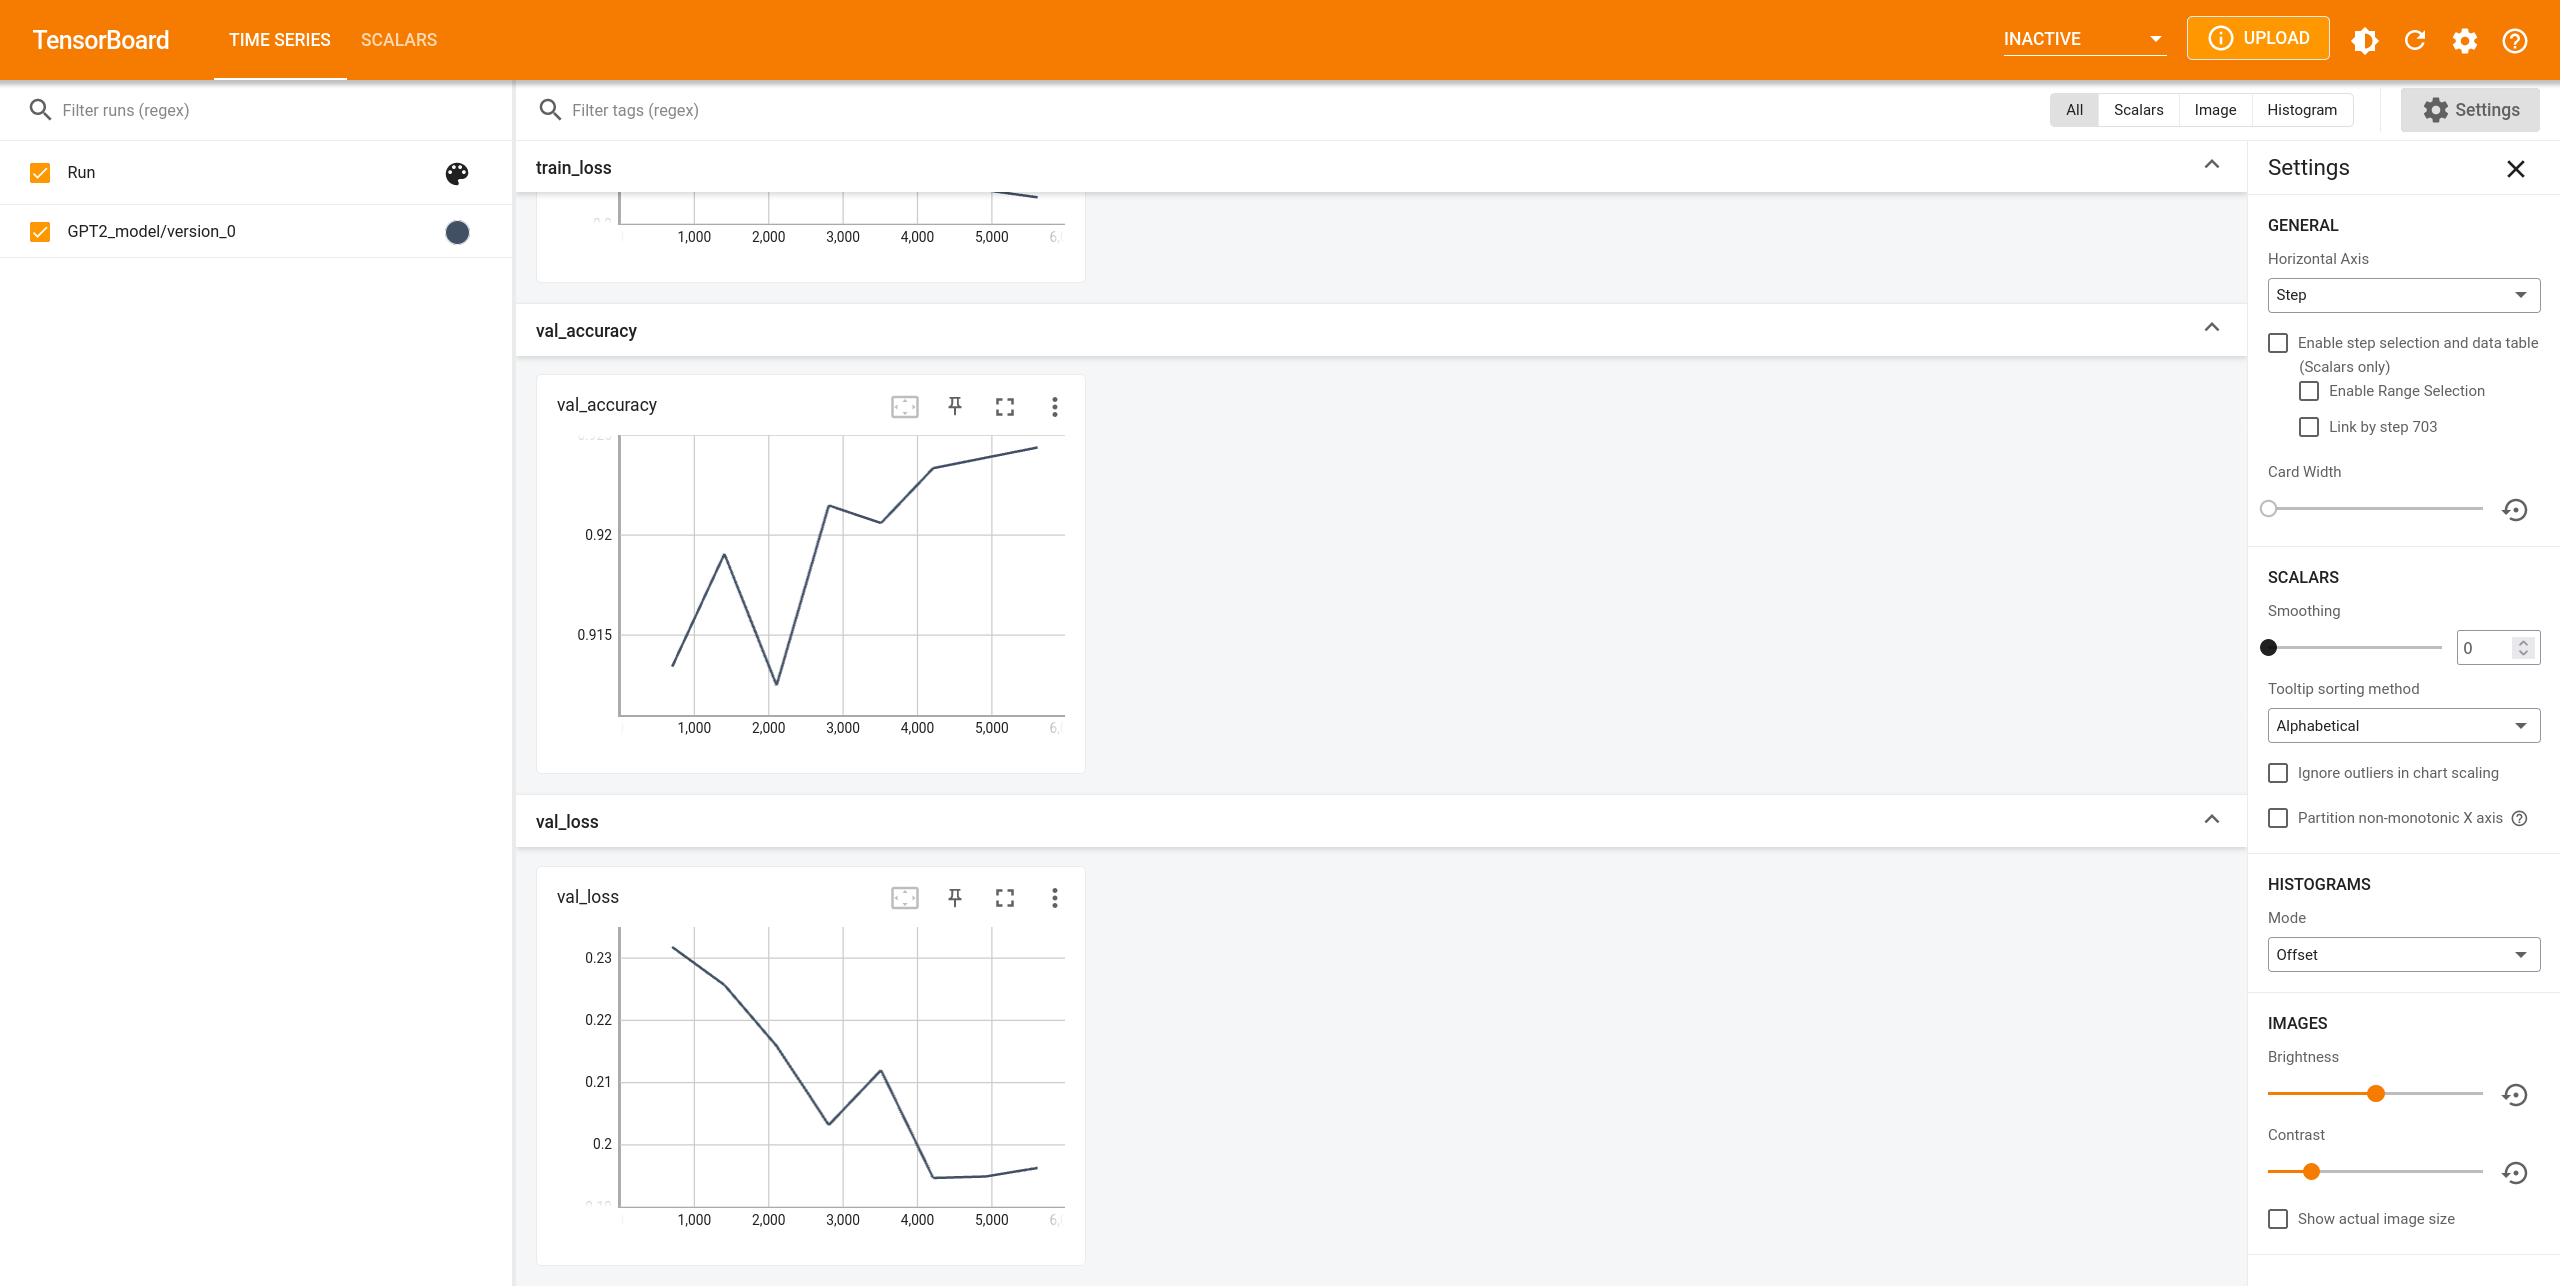 TensorBoard
TIME SERIES
SCALARS
INACTIVE
UPLOAD
Filter runs (regex)
Run
GPT2_model/version_0
Filter tags (regex)
All
Scalars
Image
Histogram
Settings
train_loss
1,000
2,000
3,000
4,000
5,000
val_accuracy
val_accuracy
0.92
0.915
1,000
2,000
3,000
4,000
5,000
val_loss
val_loss
0.23
0.22
0.21
0.2
1,000
2,000
3,000
4,000
5,000
Settings
GENERAL
Horizontal Axis
Step
Enable step selection and data table
(Scalars only)
Enable Range Selection
Link by step 703
Card Width
SCALARS
Smoothing
0
Tooltip sorting method
Alphabetical
Ignore outliers in chart scaling
Partition non-monotonic X axis
HISTOGRAMS
Mode
Offset
IMAGES
Brightness
Contrast
Show actual image size